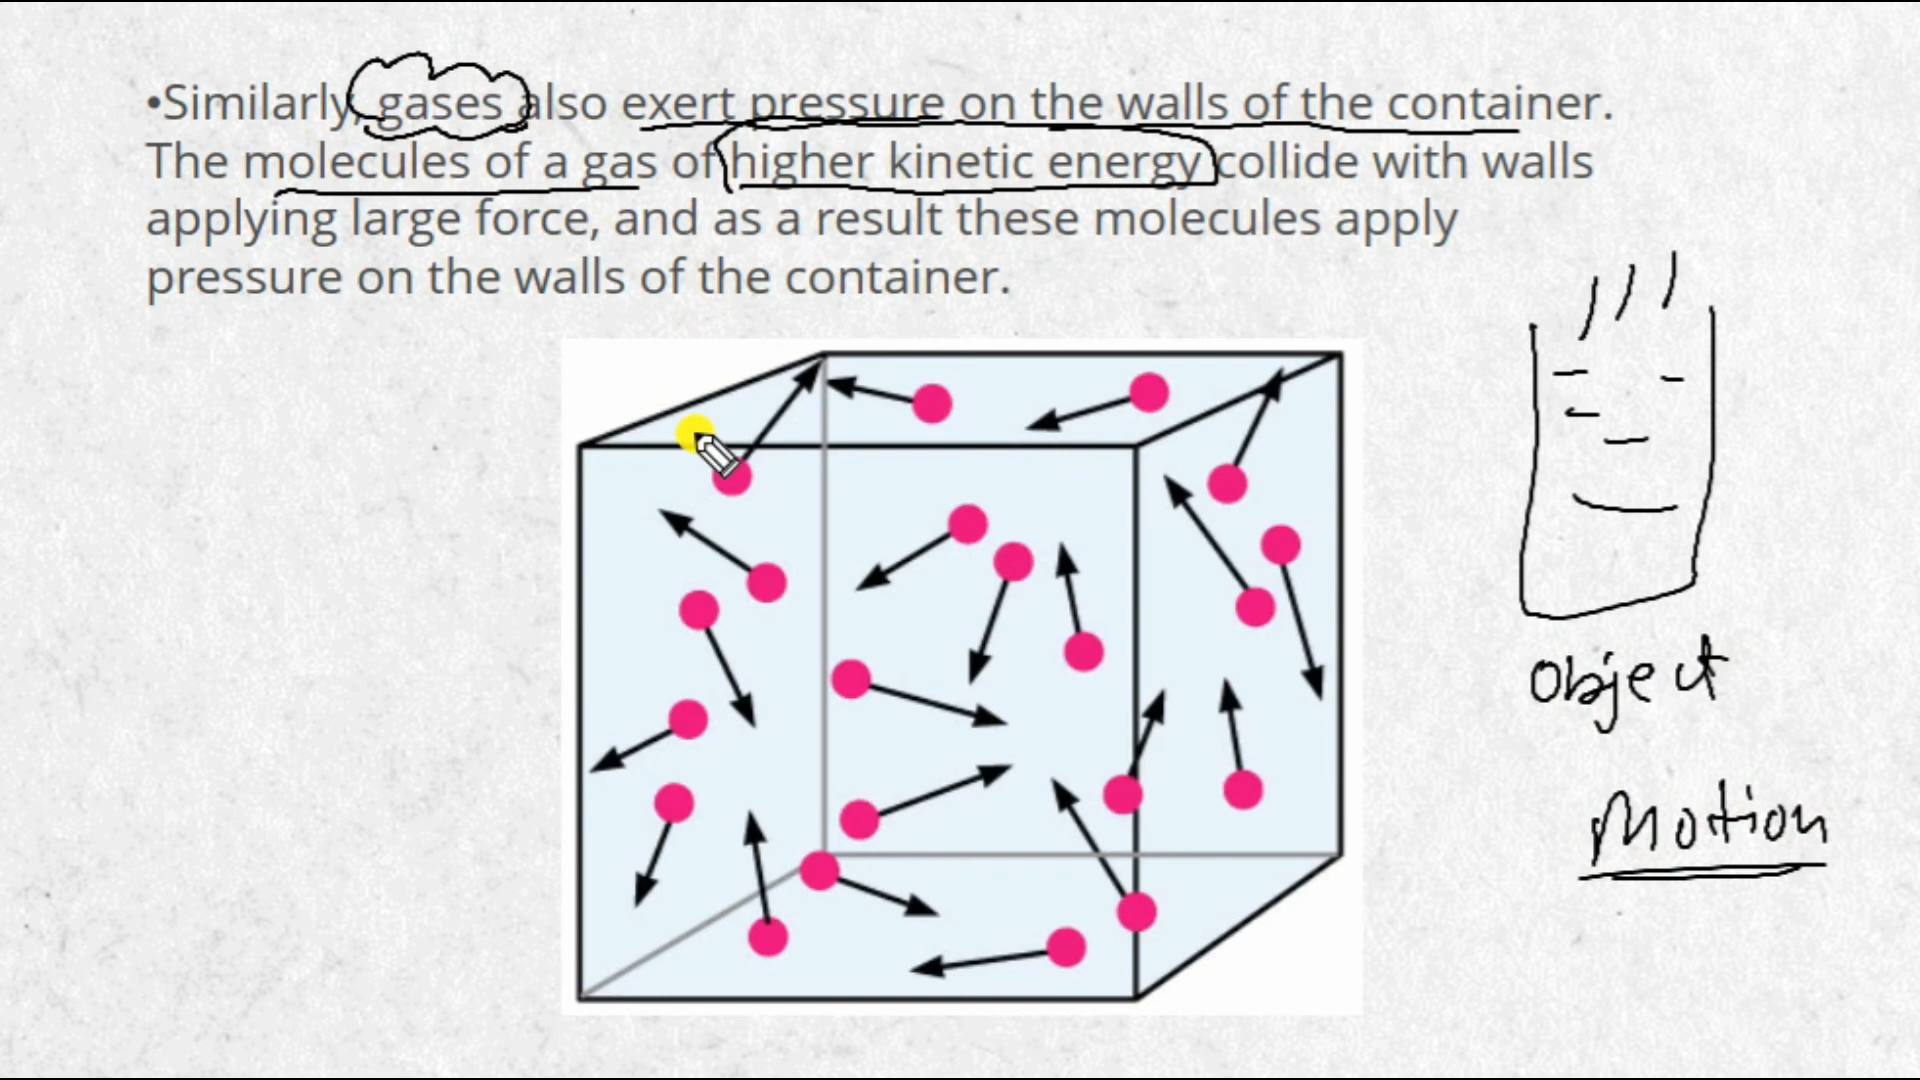 •Similarly, gases also exert pressure on the walls of the container.
The molecules of a gas of higher kinetic energy collide with walls
applying large force, and as a result these molecules apply
pressure on the walls of the container.
Object
Motion